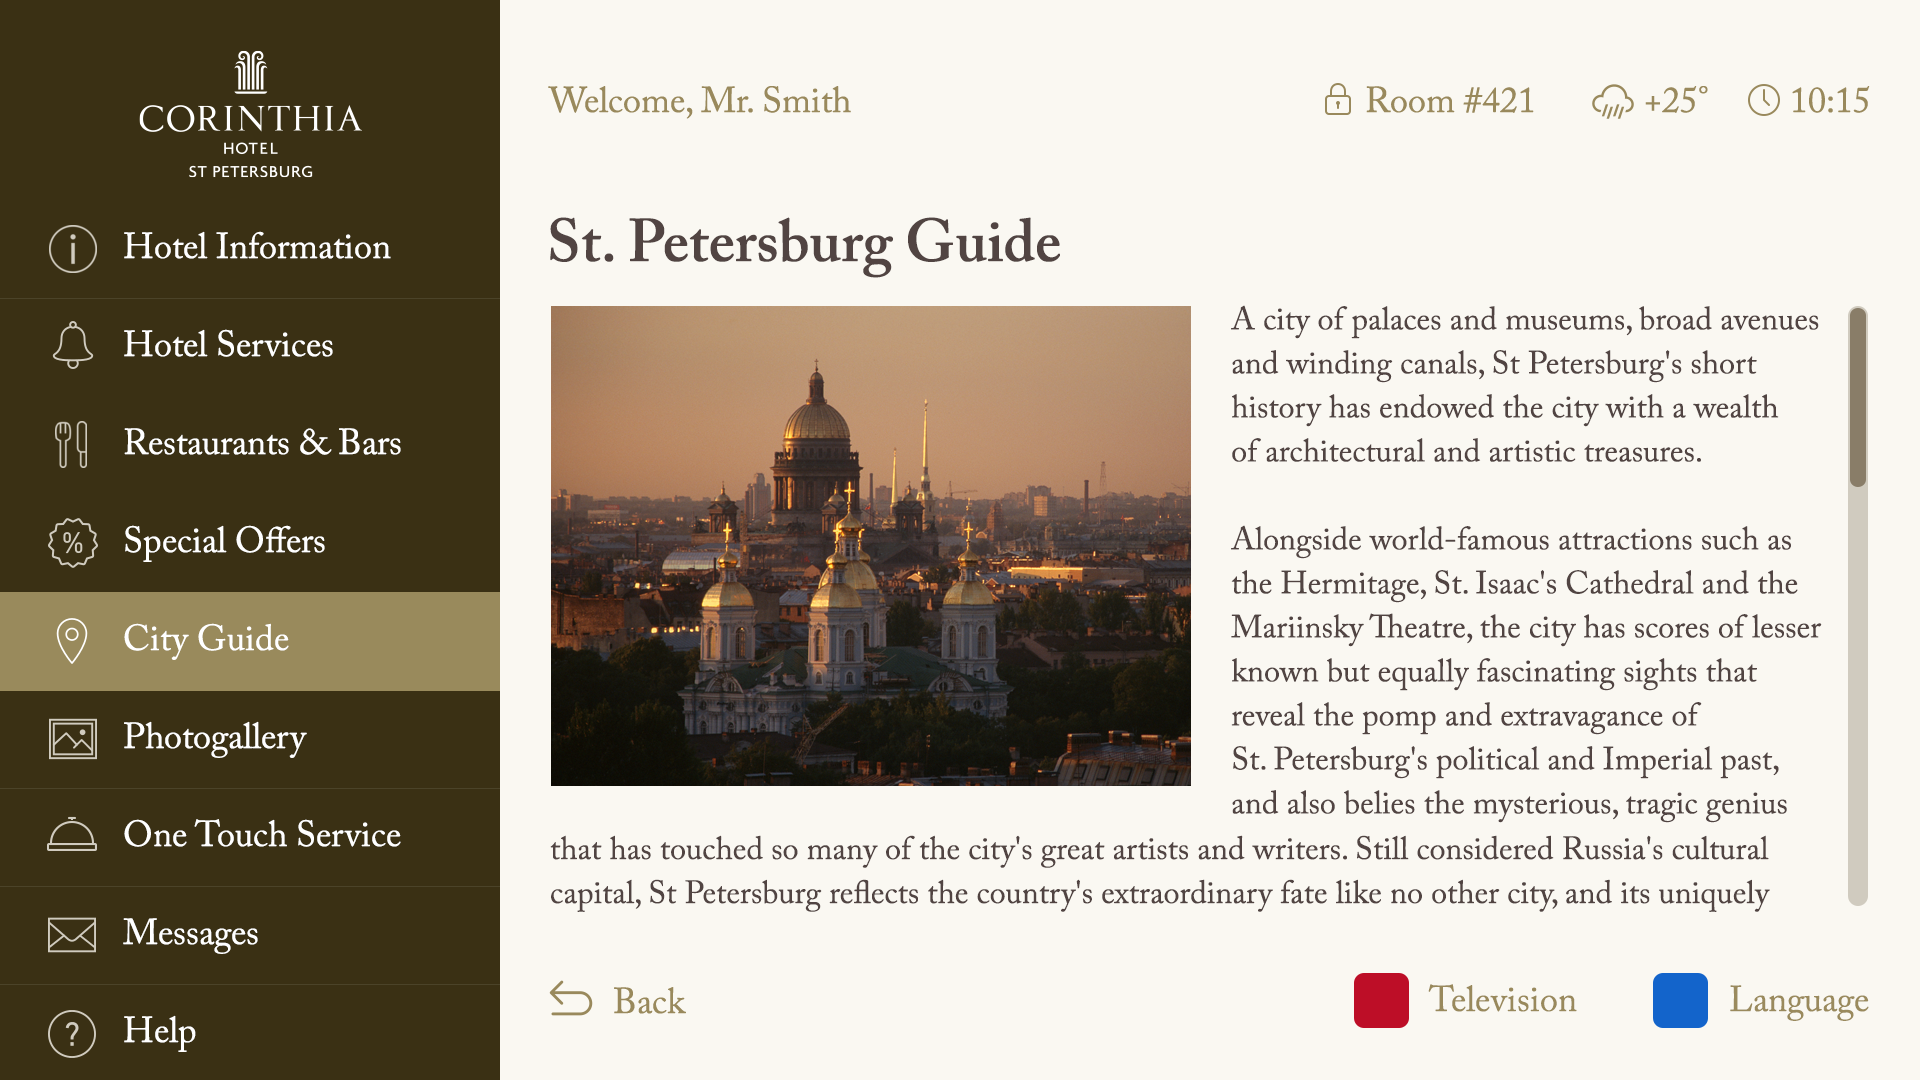 CORINTHIA
HOTEL
ST PETERSBURG
Hotel Information
Hotel Services
Restaurants & Bars
Special Offers
City Guide
Photogallery
One Touch Service
Messages
Help
Welcome, Mr. Smith
Room #421
+25°
10:15
St. Petersburg Guide
A city of palaces and museums, broad avenues
and winding canals, St Petersburg's short
history has endowed the city with a wealth
of architectural and artistic treasures.
Alongside world-famous attractions such as
the Hermitage, St. Isaac's Cathedral and the
Mariinsky Theatre, the city has scores of lesser
known but equally fascinating sights that
reveal the pomp and extravagance of
St. Petersburg's political and Imperial past,
and also belies the mysterious, tragic genius
that has touched so many of the city's great artists and writers. Still considered Russia's cultural
capital, St Petersburg reflects the country's extraordinary fate like no other city, and its uniquely
Back
Television
Language